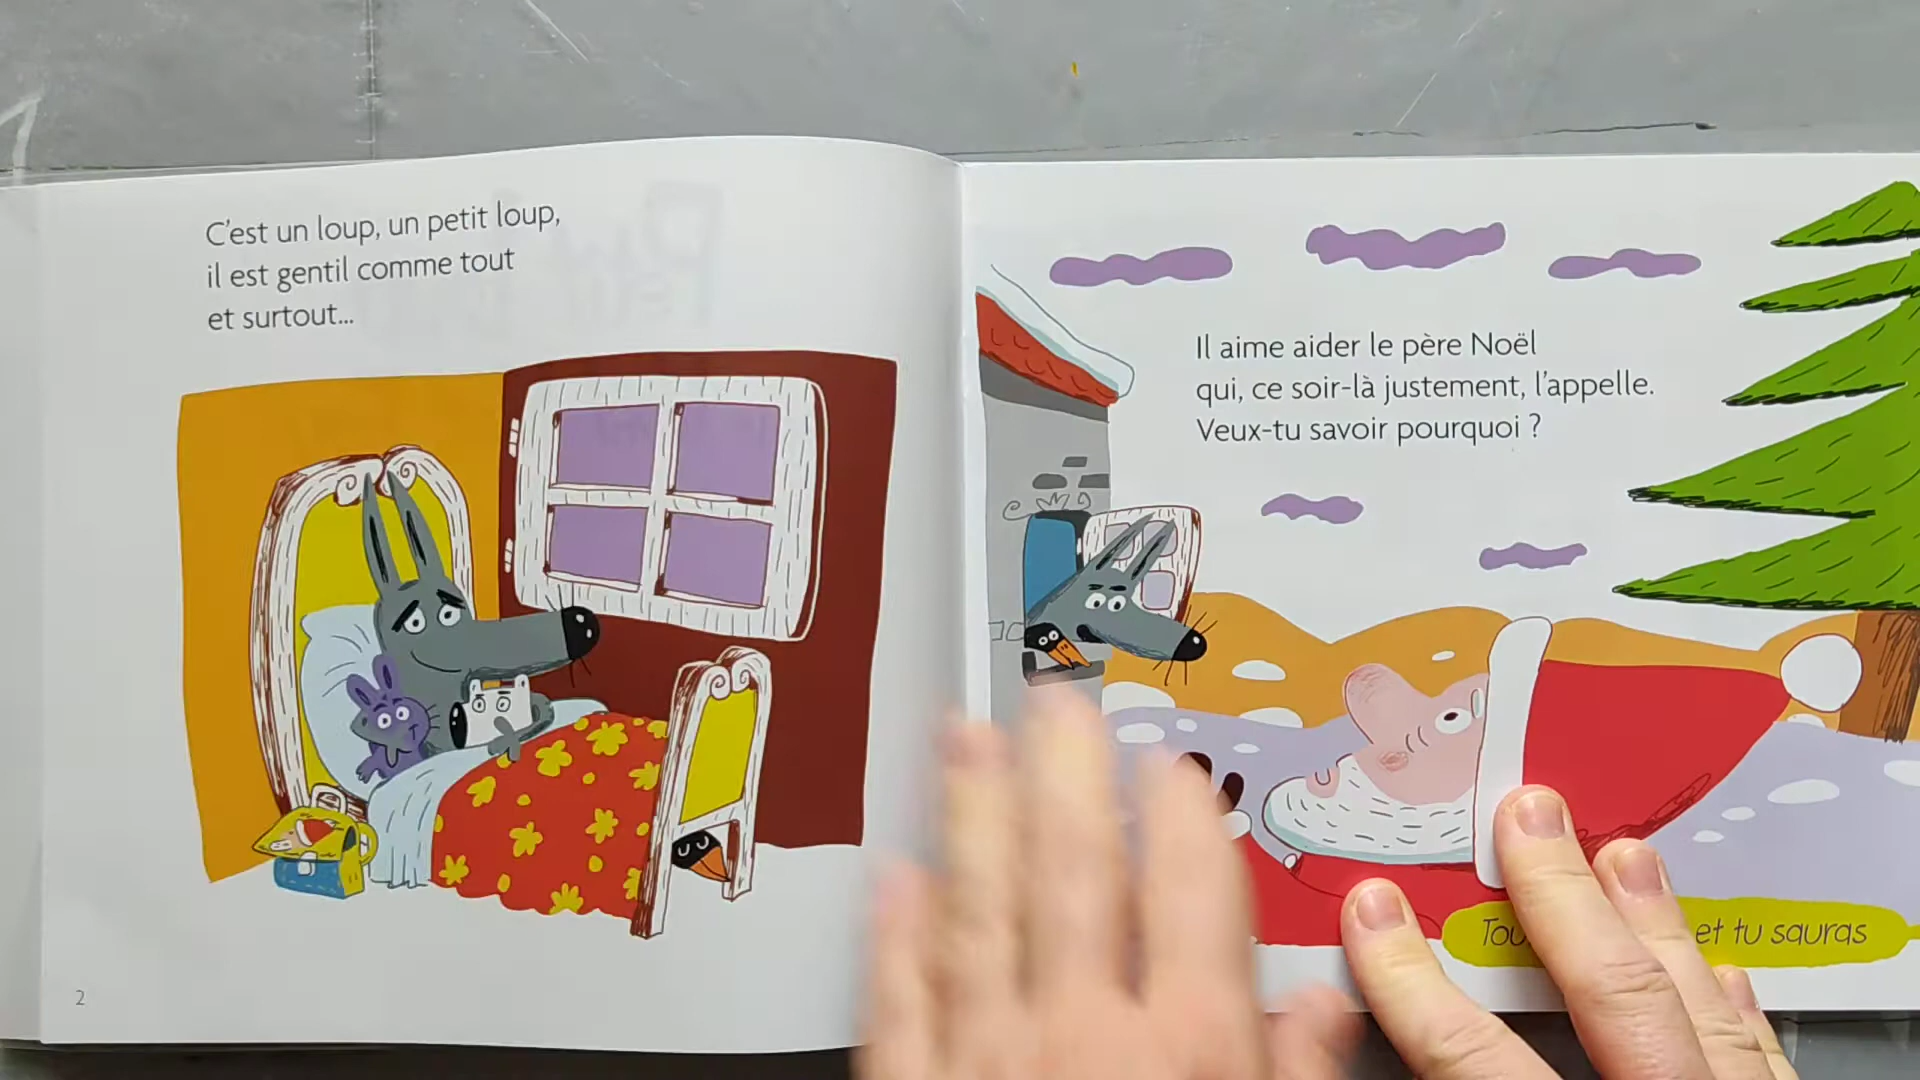 C'est un loup, un petit loup,
il est gentil comme tout
et surtout...
2
Il aime aider le père Noël
qui, ce soir-là justement, l'appelle.
Veux-tu savoir pourquoi ?
et tu sauras